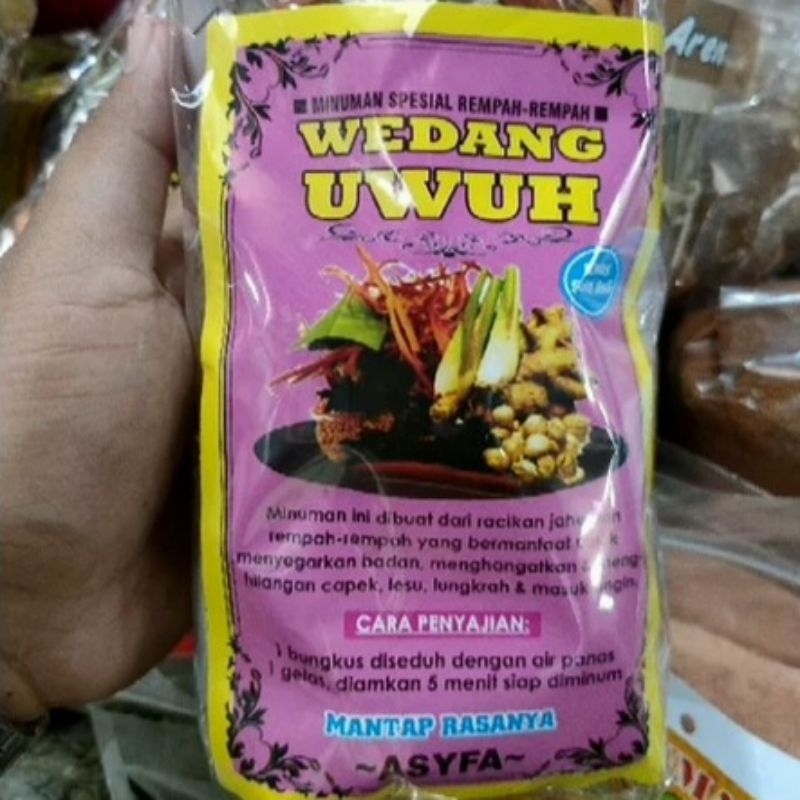 Aren
MINUMAN SPESIAL REMPAH-REMPAH
WEDANG
UWUH
Minuman ini dibuat dari racikan
rempah-rempah yang bermanfaat
menyegarkan badan, menghangatkan
hilangan capek, lesu, lungkrah & masuk
CARA PENYAJIAN:
1 bungkus diseduh dengan air panas
1 gelas, diamkan 5 menit siap diminum
MANTAP RASANYA
~ASYFA~